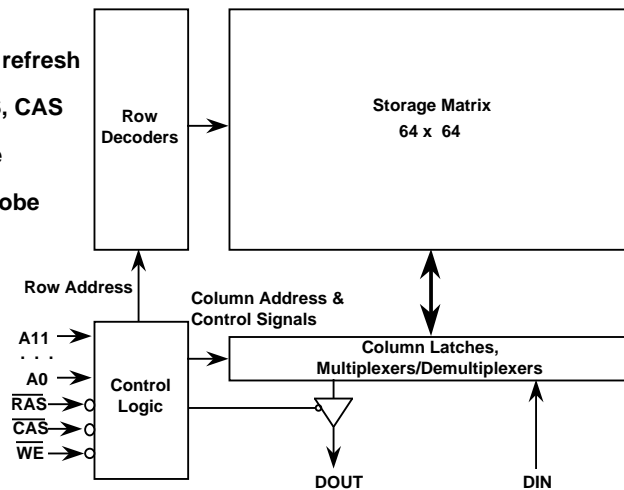 refresh
, CAS
obe
Row
Decoders
Storage Matrix
64 x 64
Row Address
Column Address &
Control Signals
A11
. . .
A0
RAS
CAS
WE
Control
Logic
Column Latches,
Multiplexers/Demultiplexers
DOUT
DIN